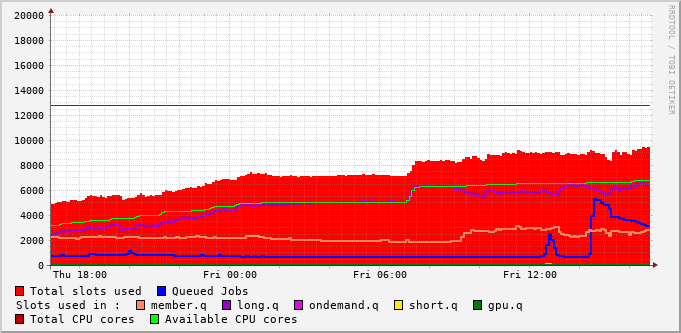 RRDTOOL / TOBI OETIKER
20000
18000
16000
14000
12000
10000
8000
6000
4000
2000
0
Thu 18:00 Fri 00:00 Fri 06:00 Fri 12:00
Total slots used Queued Jobs
Slots used in : member.q long.q ondemand.q short.q gpu.q
Total CPU cores Available CPU cores